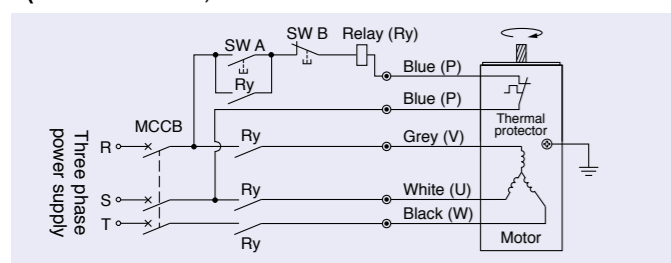 SW A
SW B
Relay (Ry)
Ry
Blue (P)
Blue (P)
Thermal
protector
Three phase
power supply
MCCB
R
Ry
Grey (V)
S
Ry
White (U)
T
Ry
Black (W)
Motor